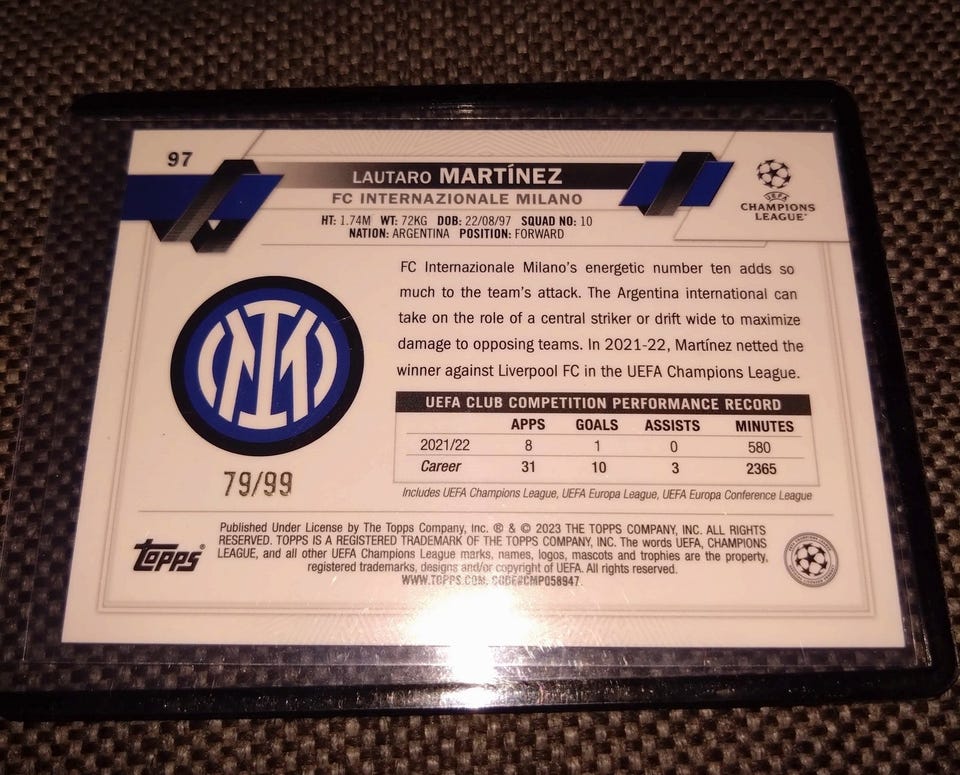 97
LAUTARO MARTÍNEZ
FC INTERNAZIONALE MILANO
HT: 1.74M WT: 72KG DOB: 22/08/97 SQUAD NO: 10
NATION: ARGENTINA POSITION: FORWARD
UEFA
CHAMPIONS
LEAGUE®
FC Internazionale Milano's energetic number ten adds so
much to the team's attack. The Argentina international can
take on the role of a central striker or drift wide to maximize
damage to opposing teams. In 2021-22, Martínez netted the
winner against Liverpool FC in the UEFA Champions League.
UEFA CLUB COMPETITION PERFORMANCE RECORD
APPS GOALS ASSISTS MINUTES
2021/22 8 1 0 580
Career 31 10 3 2365
Includes UEFA Champions League, UEFA Europa League, UEFA Europa Conference League
79/99
Topps®
Published Under License by The Topps Company, Inc. ® & © 2023 THE TOPPS COMPANY, INC. ALL RIGHTS
RESERVED. TOPPS IS A REGISTERED TRADEMARK OF THE TOPPS COMPANY, INC. The words UEFA, CHAMPIONS
LEAGUE, and all other UEFA Champions League marks, names, logos, mascots and trophies are the property,
registered trademarks, designs and/or copyright of UEFA. All rights reserved.
WWW.TOPPS.COM. CODE#CMP058947.